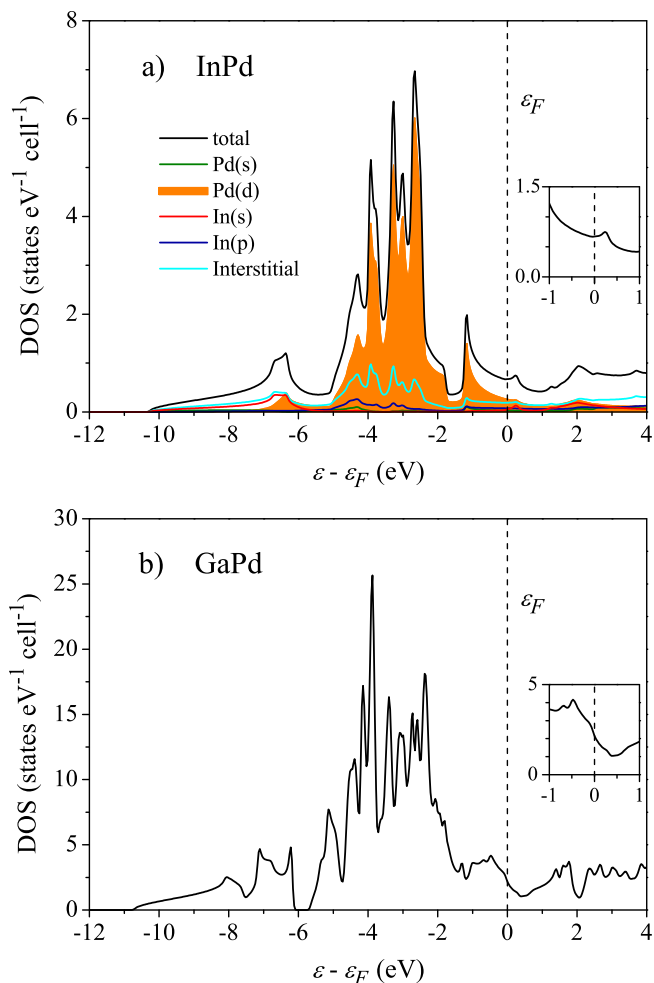 8
a) InPd
ε_F
total
Pd(s)
Pd(d)
In(s)
In(p)
Interstitial
6
4
2
0
DOS (states eV⁻¹ cell⁻¹)
1.5
0.0
-1 0 1
-12 -10 -8 -6 -4 -2 0 2 4
ε - ε_F (eV)
30
b) GaPd
ε_F
25
20
15
10
5
0
DOS (states eV⁻¹ cell⁻¹)
5
0
-1 0 1
-12 -10 -8 -6 -4 -2 0 2 4
ε - ε_F (eV)